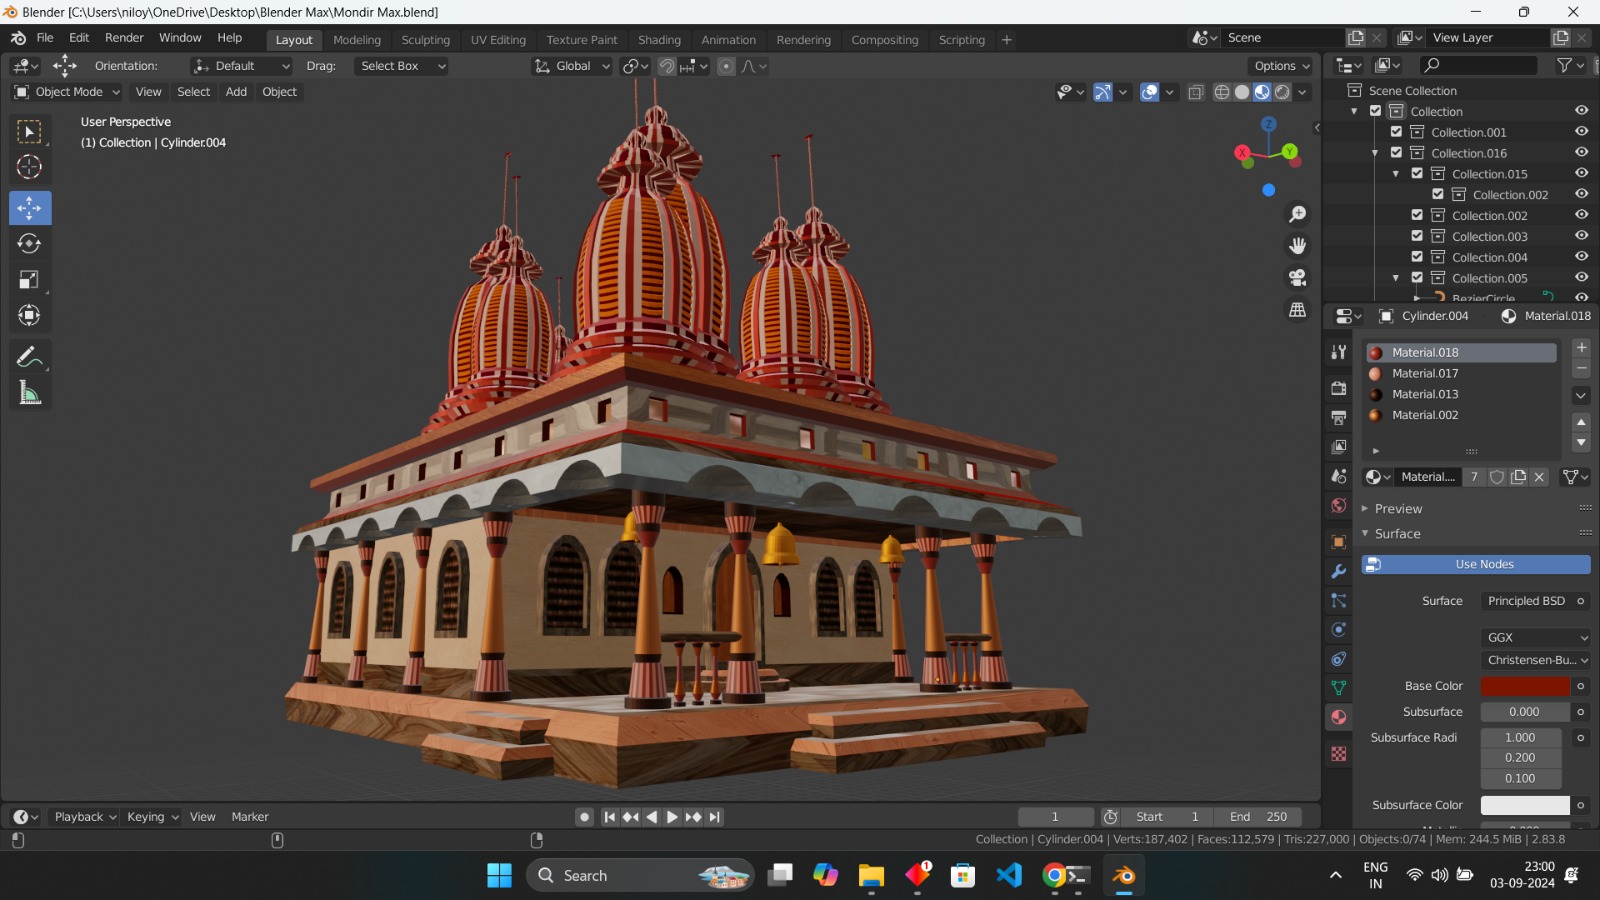 Blender [C:\Users\niloy\OneDrive\Desktop\Blender Max\Mondir Max.blend]
File Edit Render Window Help Layout Modeling Sculpting UV Editing Texture Paint Shading Animation Rendering Compositing Scripting + Scene View Layer
Orientation: Default Drag: Select Box Global Options
Object Mode View Select Add Object
User Perspective
(1) Collection | Cylinder.004
Z
X Y
Scene Collection
Collection
Collection.001
Collection.016
Collection.015
Collection.002
Collection.002
Collection.003
Collection.004
Collection.005
BezierCircle
Cylinder.004 Material.018
Material.018
Material.017
Material.013
Material.002
Material.... 7
Preview
Surface
Use Nodes
Surface Principled BSD
GGX
Christensen-Bu...
Base Color
Subsurface 0.000
Subsurface Radi 1.000
0.200
0.100
Subsurface Color
Playback Keying View Marker 1 Start 1 End 250
Collection | Cylinder.004 | Verts:187,402 | Faces:112,579 | Tris:227,000 | Objects:0/74 | Mem: 244.5 MiB | 2.83.8
Search 1 ENG 23:00
IN 03-09-2024